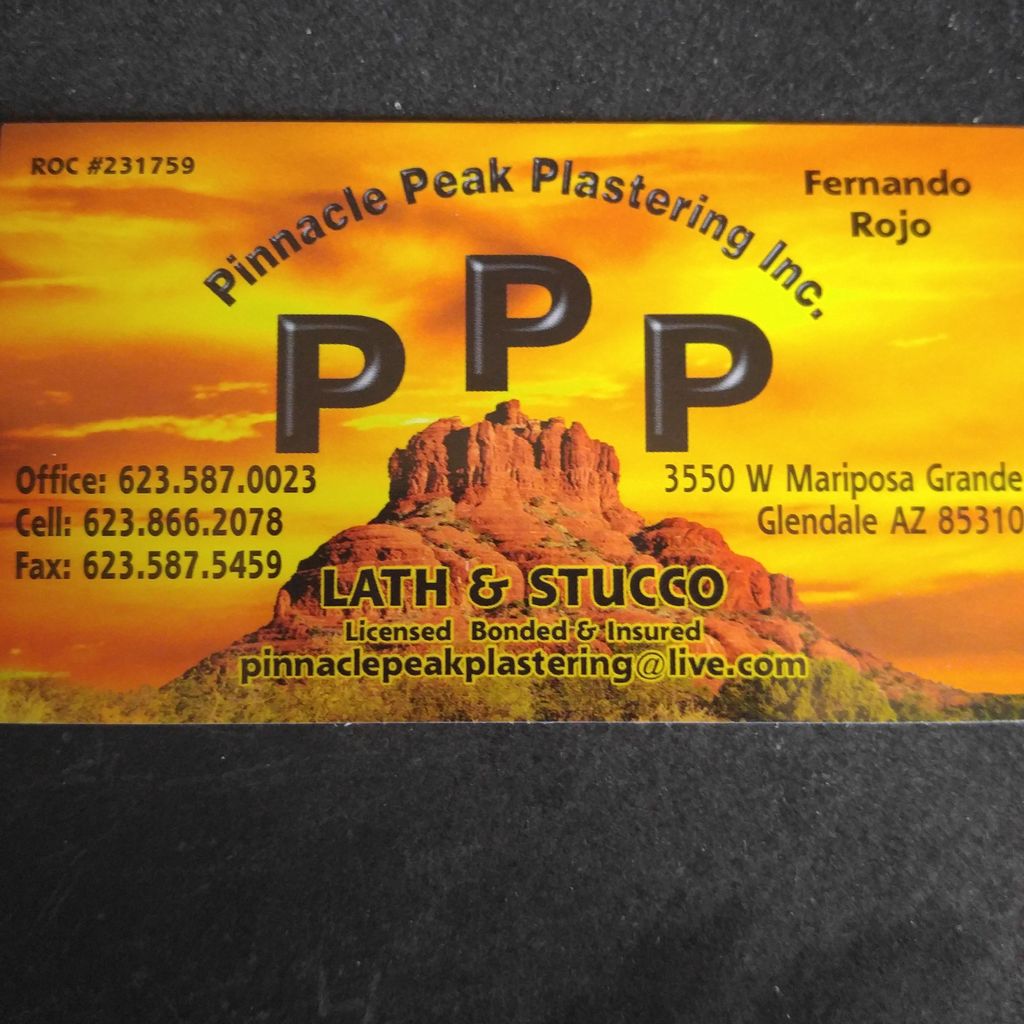 ROC #231759
Pinnacle Peak Plastering Inc.
Fernando
Rojo
P P P
Office: 623.587.0023
Cell: 623.866.2078
Fax: 623.587.5459
3550 W Mariposa Grande
Glendale AZ 85310
LATH & STUCCO
Licensed Bonded & Insured
pinnaclepeakplastering@live.com